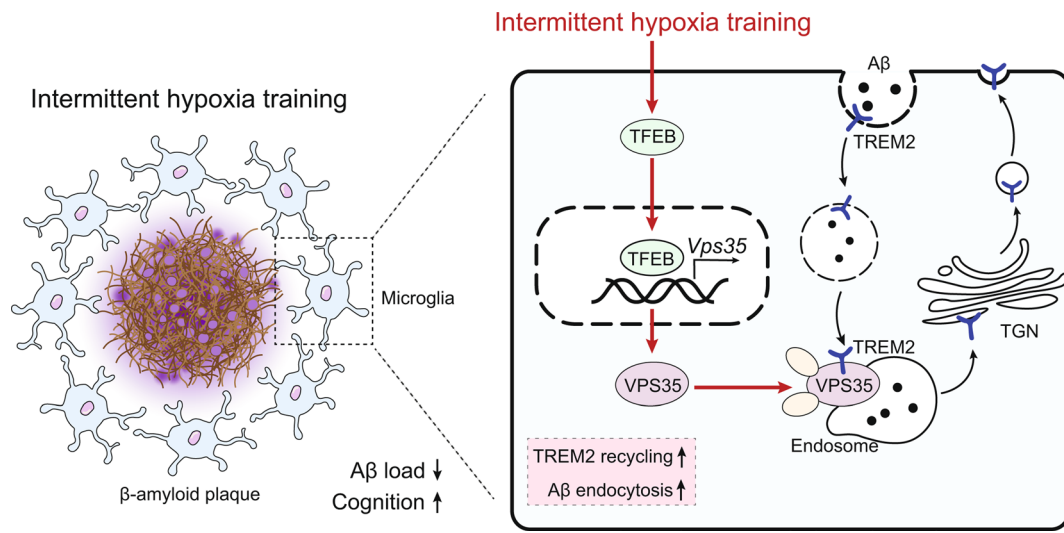 Intermittent hypoxia training
Microglia
β-amyloid plaque
Aβ load
Cognition
Intermittent hypoxia training
TFEB
TFEB
Vps35
VPS35
TREM2 recycling
Aβ endocytosis
Aβ
TREM2
TREM2
VPS35
Endosome
TGN